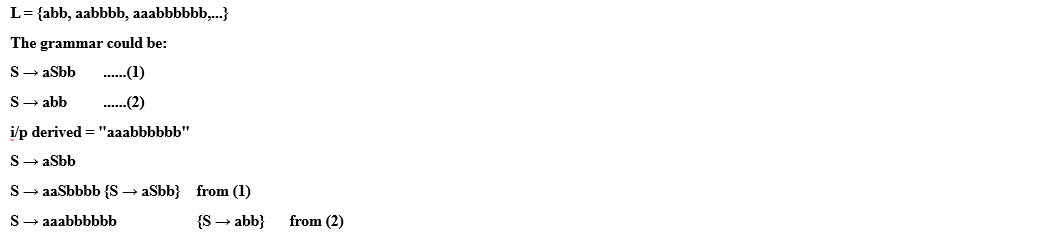 L = {abb, aabbbb, aaabbbbbb,...}
The grammar could be:
S → aSbb ......(1)
S → abb ......(2)
i/p derived = "aaabbbbbb"
S → aSbb
S → aaSbbbb {S → aSbb} from (1)
S → aaabbbbbb {S → abb} from (2)